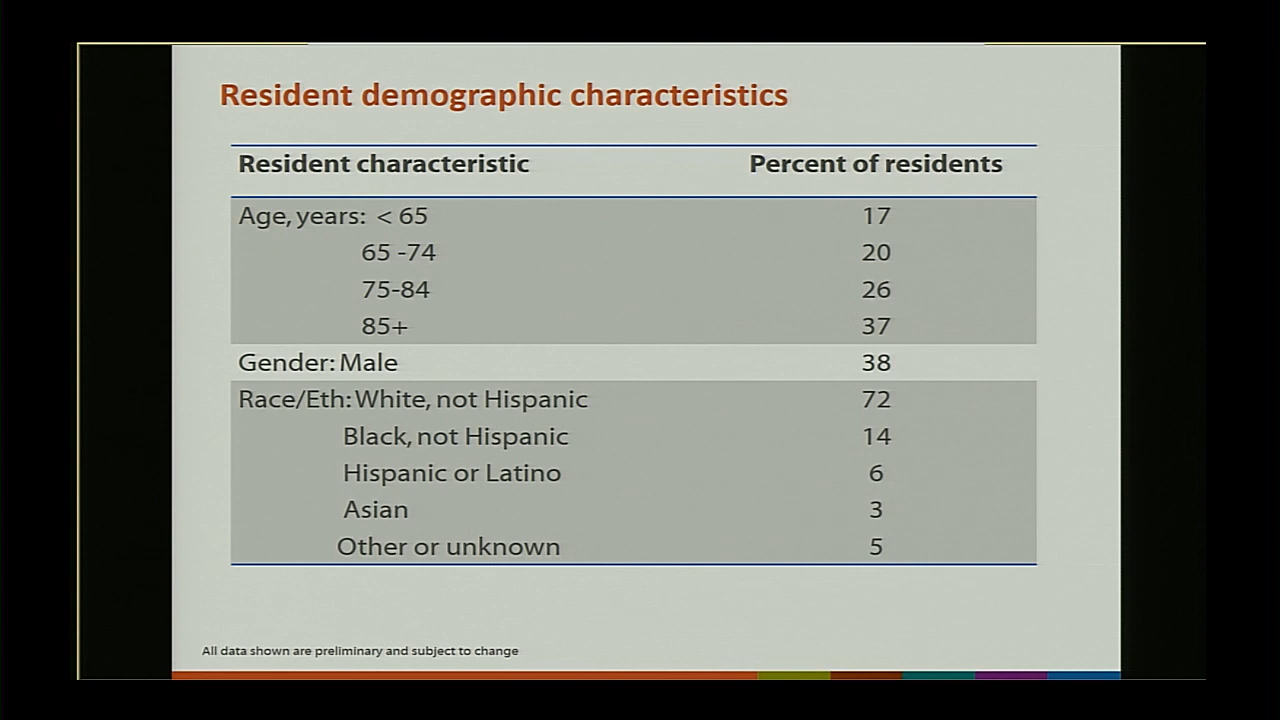 Resident demographic characteristics
Resident characteristic Percent of residents
Age, years: < 65 17
65 -74 20
75-84 26
85+ 37
Gender: Male 38
Race/Eth: White, not Hispanic 72
Black, not Hispanic 14
Hispanic or Latino 6
Asian 3
Other or unknown 5
All data shown are preliminary and subject to change